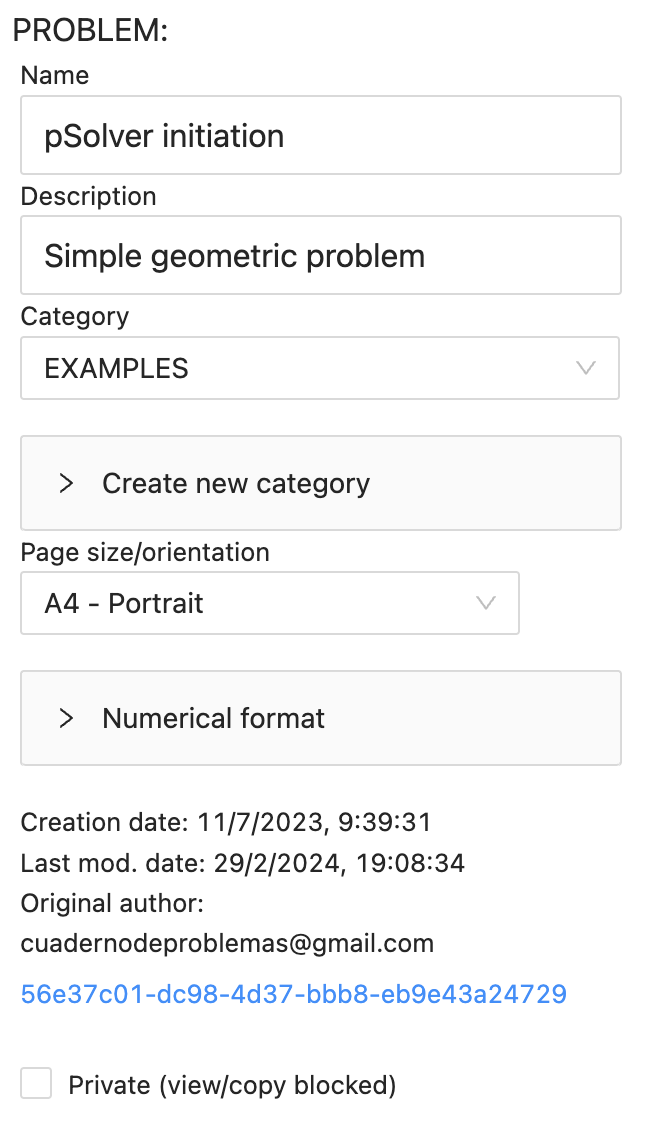 PROBLEM:
Name
pSolver initiation
Description
Simple geometric problem
Category
EXAMPLES
Create new category
Page size/orientation
A4 - Portrait
Numerical format
Creation date: 11/7/2023, 9:39:31
Last mod. date: 29/2/2024, 19:08:34
Original author:
cuadernodeproblemas@gmail.com
56e37c01-dc98-4d37-bbb8-eb9e43a24729
Private (view/copy blocked)